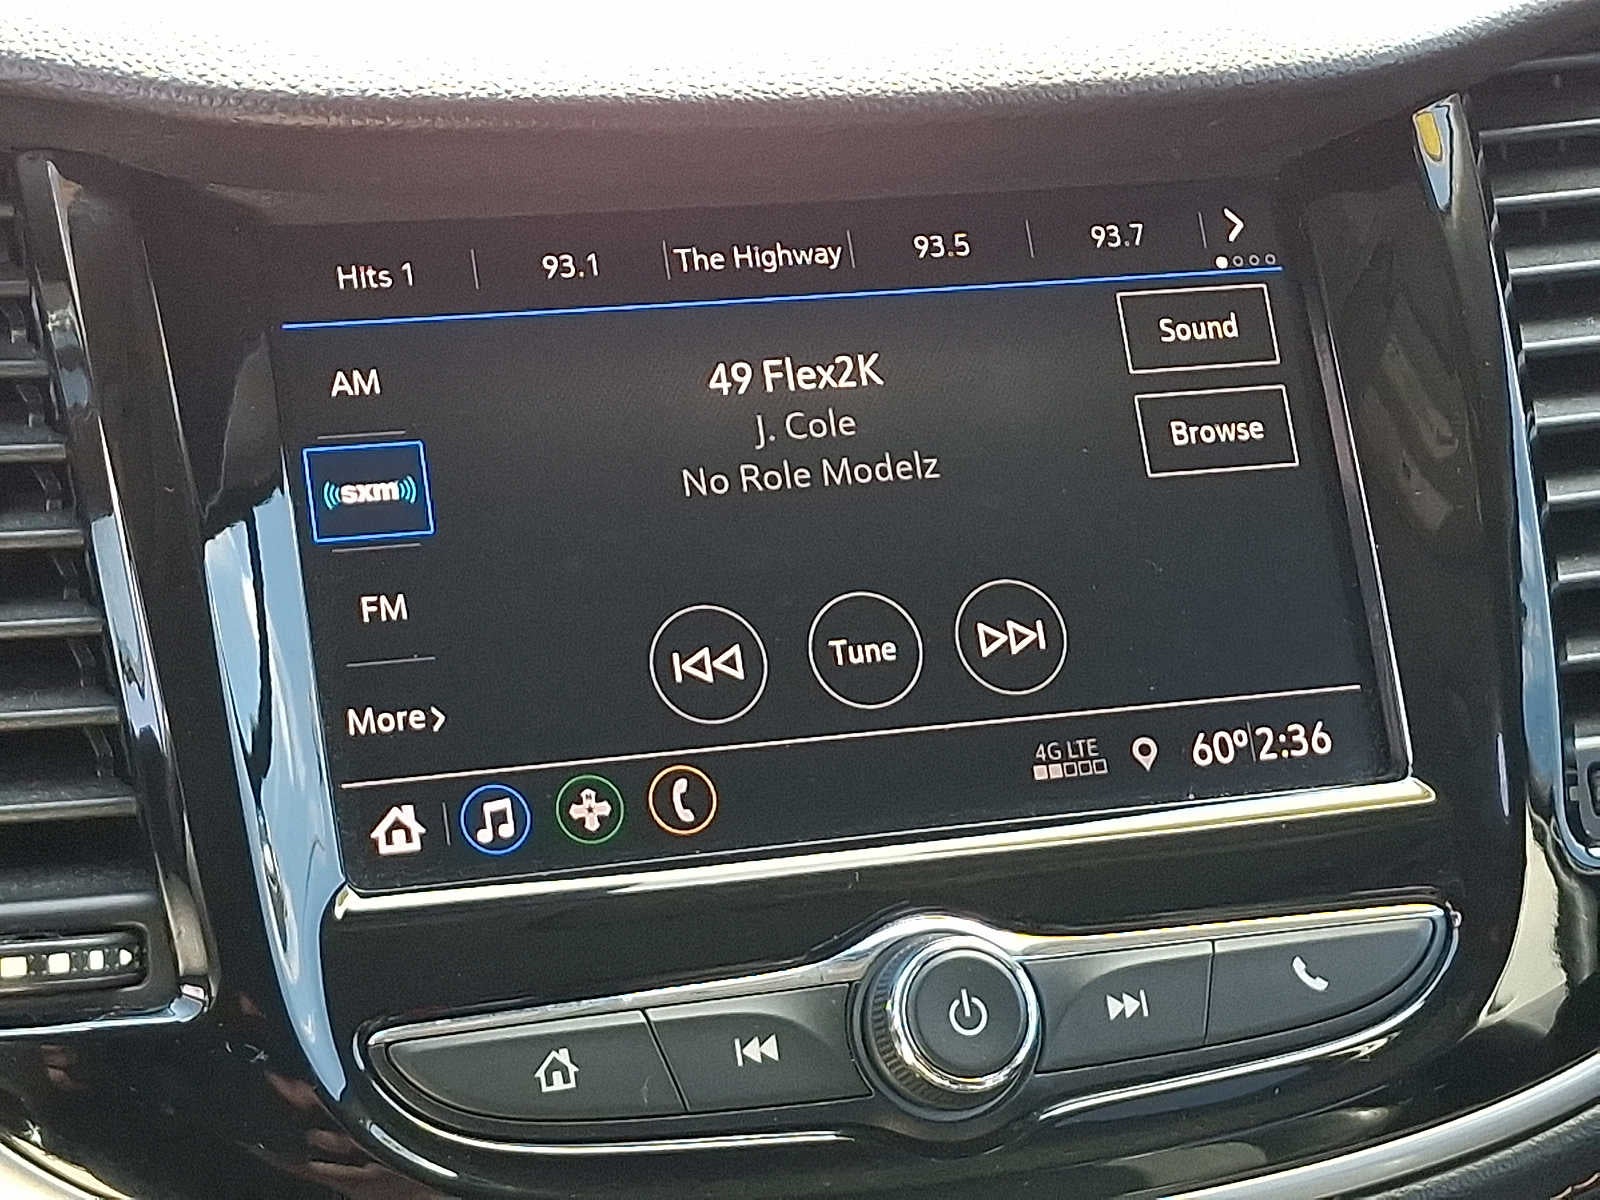 Hits 1
93.1
The Highway
93.5
93.7
AM
((sxm))
FM
More
49 Flex2K
J. Cole
No Role Modelz
Sound
Browse
Tune
4G LTE
60° 2:36